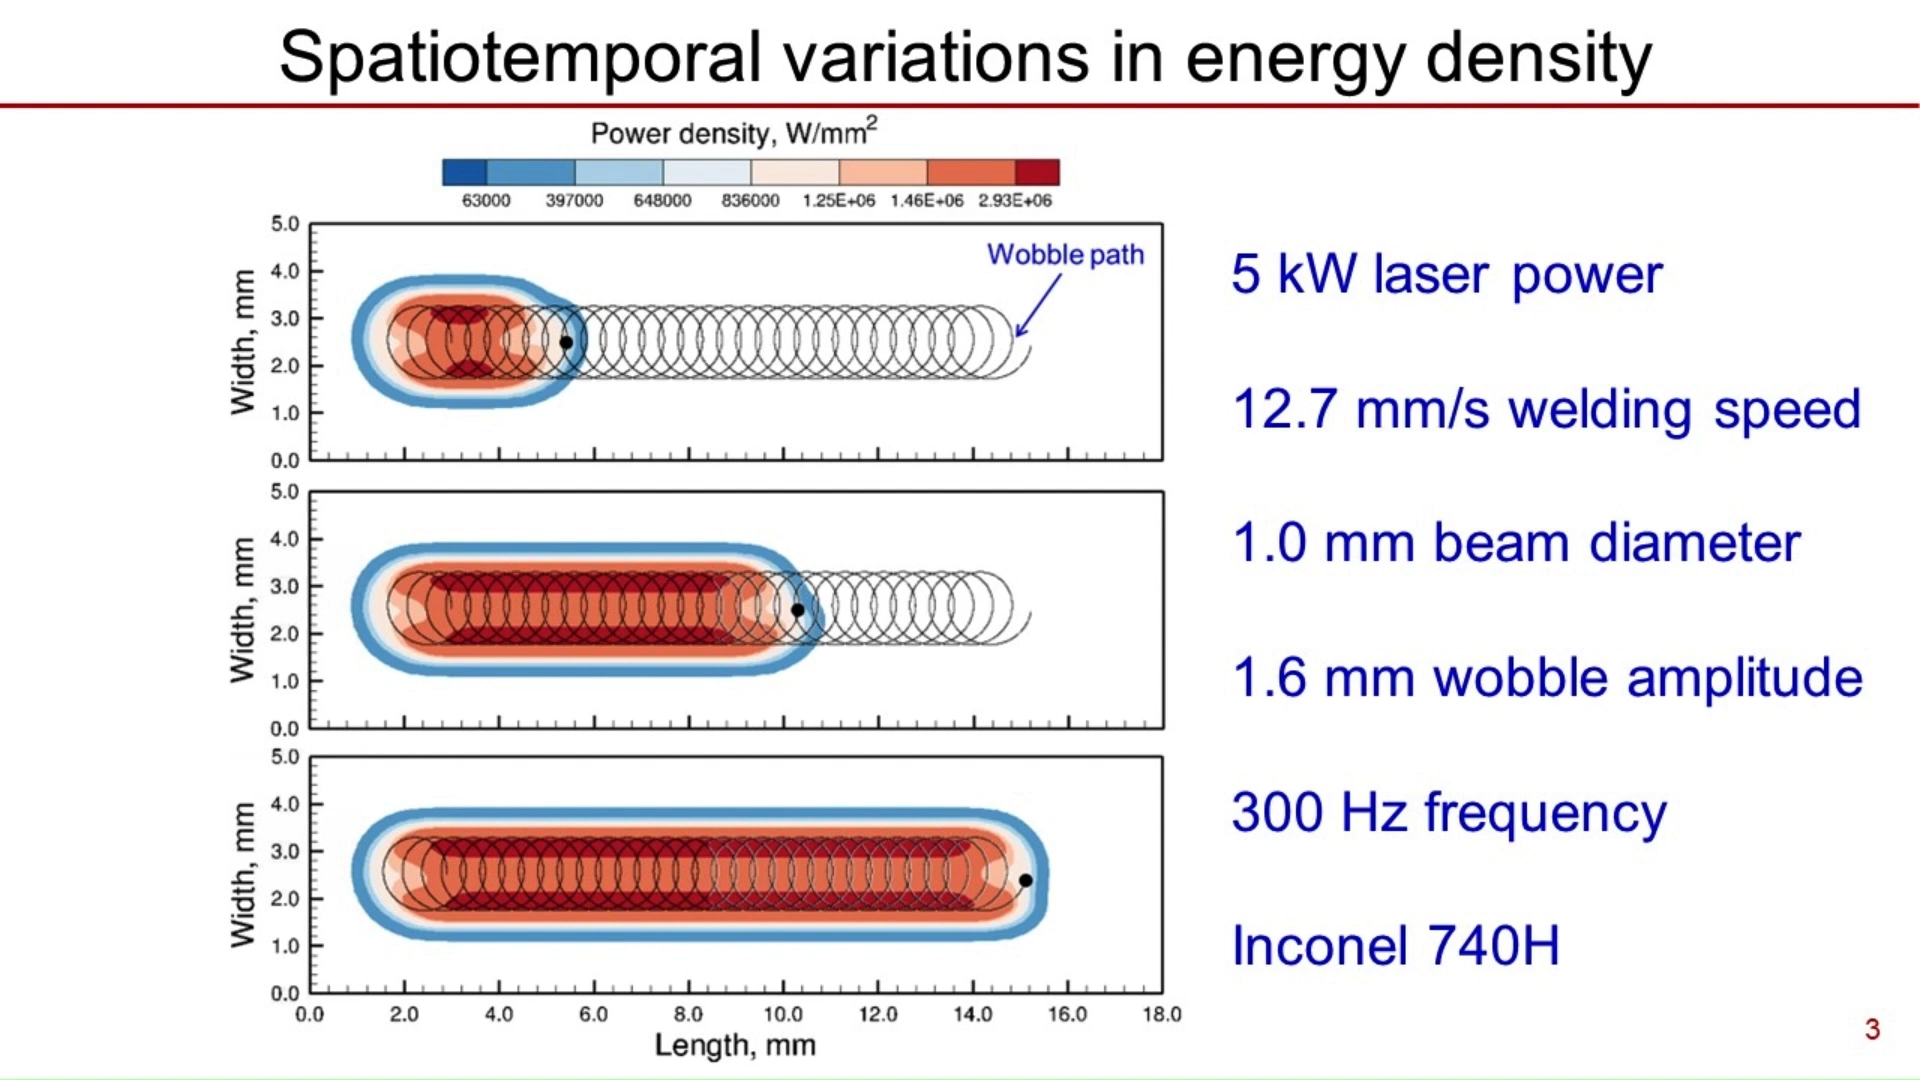 Spatiotemporal variations in energy density
Power density, W/mm²
63000 397000 648000 836000 1.25E+06 1.46E+06 2.93E+06
5.0
4.0
3.0
2.0
1.0
0.0
Width, mm
Wobble path
5.0
4.0
3.0
2.0
1.0
0.0
Width, mm
5.0
4.0
3.0
2.0
1.0
0.0
Width, mm
0.0 2.0 4.0 6.0 8.0 10.0 12.0 14.0 16.0 18.0
Length, mm
5 kW laser power
12.7 mm/s welding speed
1.0 mm beam diameter
1.6 mm wobble amplitude
300 Hz frequency
Inconel 740H
3